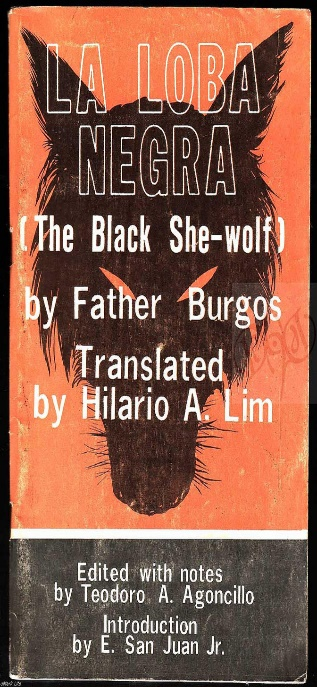 LA LOBA
NEGRA
(The Black She-wolf)
by Father Burgos
Translated
by Hilario A. Lim
Edited with notes
by Teodoro A. Agoncillo
Introduction
by E. San Juan Jr.